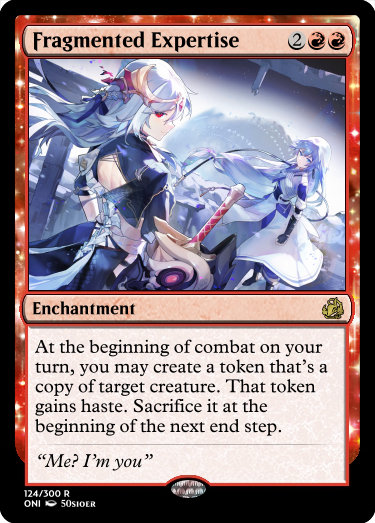 Fragmented Expertise 2
Enchantment
At the beginning of combat on your
turn, you may create a token that's a
copy of target creature. That token
gains haste. Sacrifice it at the
beginning of the next end step.
“Me? I'm you”
124/300 R
ONI 50SIOER